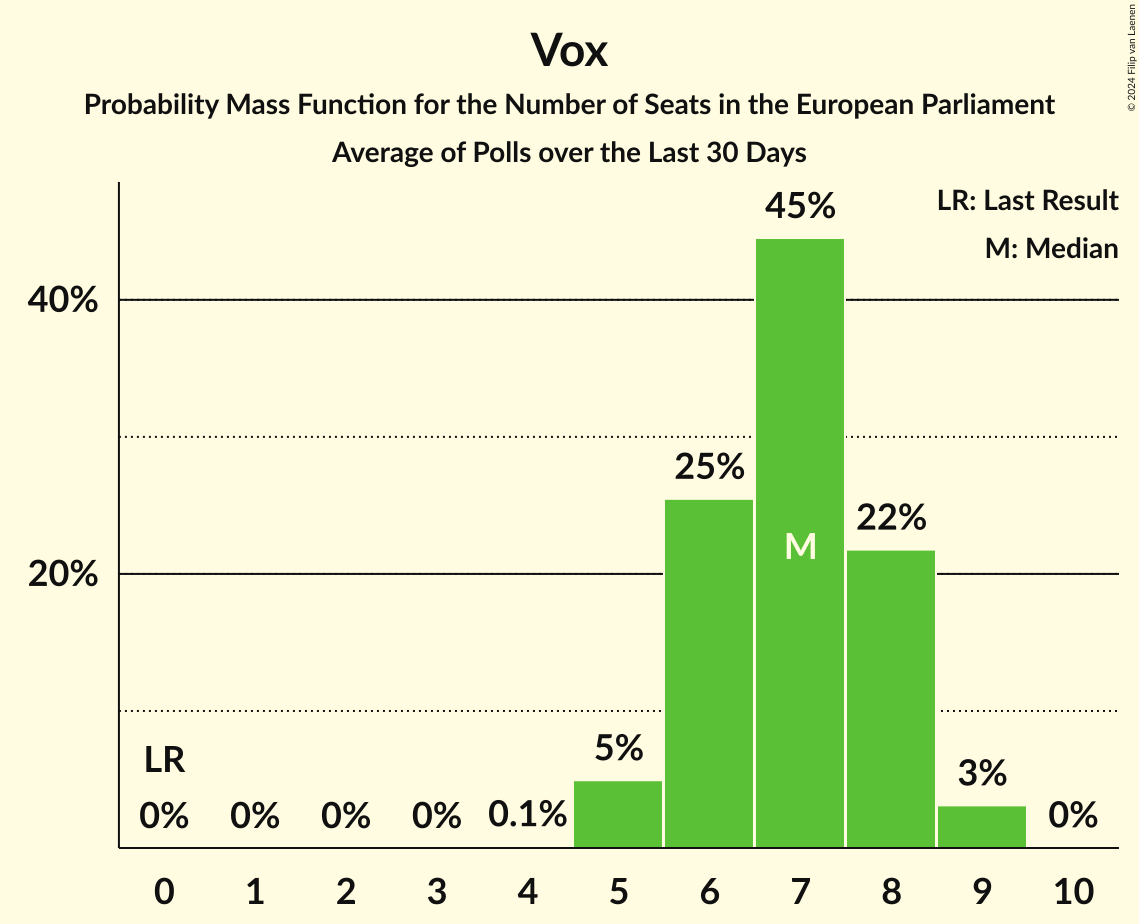 Vox
Probability Mass Function for the Number of Seats in the European Parliament
Average of Polls over the Last 30 Days
© 2024 Filip van Laenen
LR: Last Result
M: Median
45%
40%
25%
22%
M
20%
LR
5%
3%
0% 0% 0% 0% 0.1% 0%
0 1 2 3 4 5 6 7 8 9 10